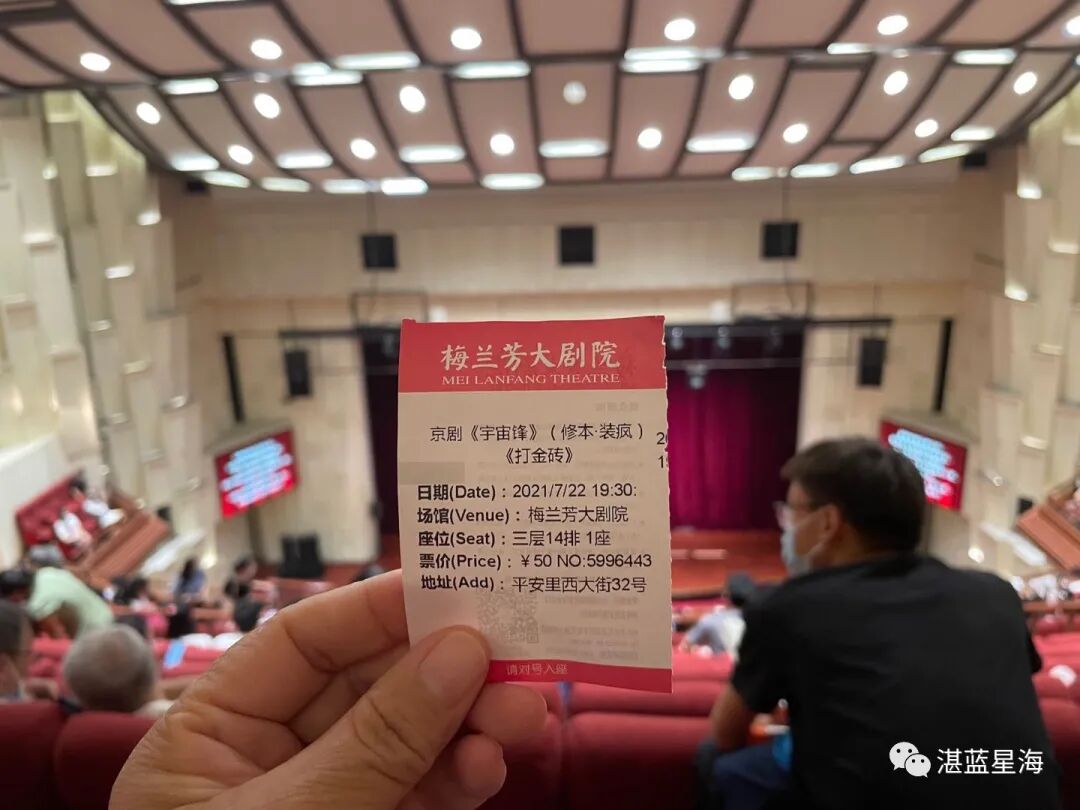 梅兰芳大剧院
MEI LANFANG THEATRE
京剧《宇宙锋》(修本·装疯)
《打金砖》
日期(Date)：2021/7/22 19:30:
场馆(Venue)：梅兰芳大剧院
座位(Seat)：三层14排 1座
票价(Price)：￥50 NO:5996443
地址(Add)：平安里西大街32号
请对号入座
湛蓝星海